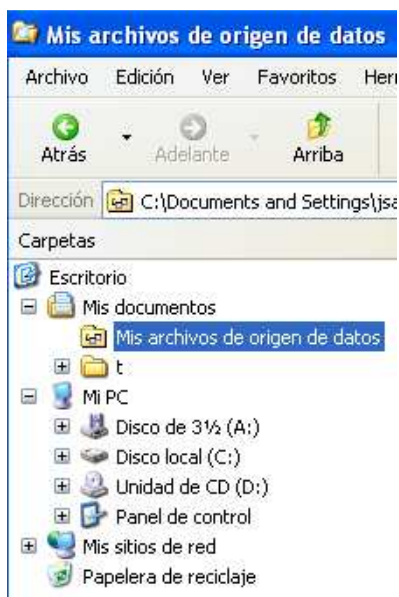 Mis archivos de origen de datos
Archivo Edición Ver Favoritos
Atrás Adelante Arriba
Dirección C:\Documents and Settings\jsa
Carpetas
Escritorio
Mis documentos
Mis archivos de origen de datos
t
Mi PC
Disco de 3½ (A:)
Disco local (C:)
Unidad de CD (D:)
Panel de control
Mis sitios de red
Papelera de reciclaje